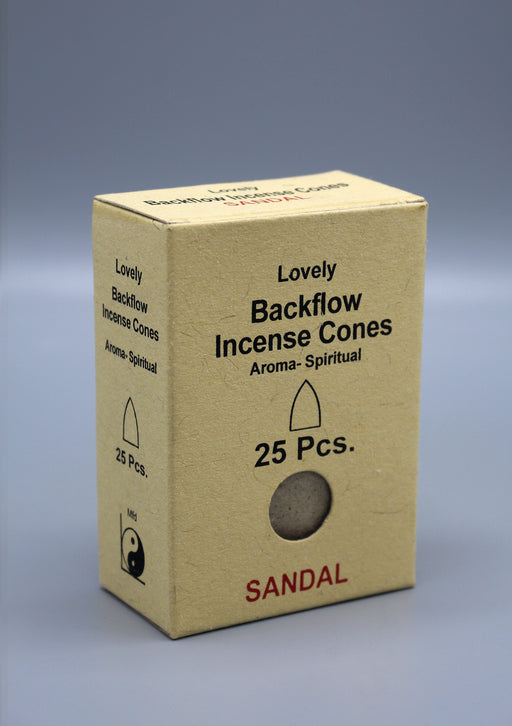 Lovely
Backflow Incense Cones
SANDAL
Lovely
Backflow
Incense Cones
Aroma- Spiritual
25 Pcs.
SANDAL
Lovely
Backflow
Incense Cones
Aroma- Spiritual
25 Pcs.